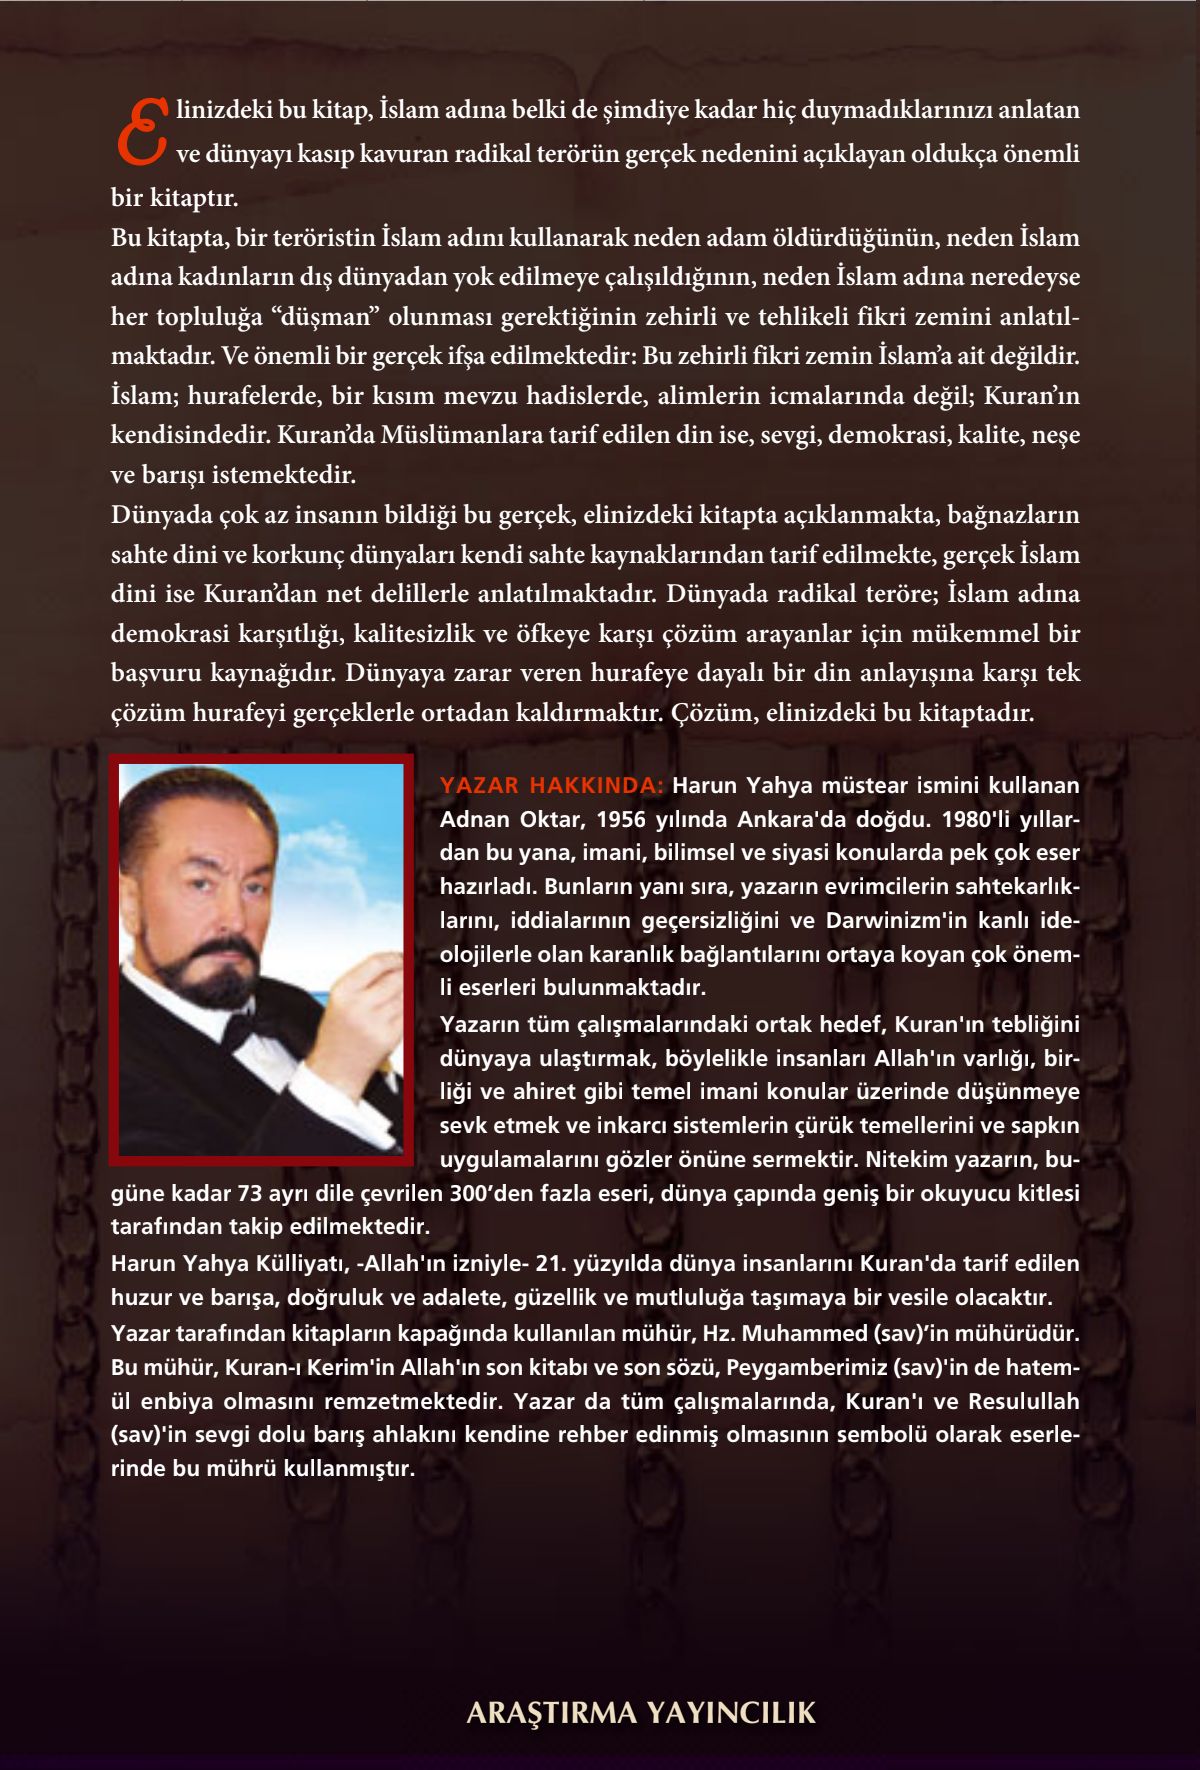 Elinizdeki bu kitap, İslam adına belki de şimdiye kadar hiç duymadıklarınızı anlatan
ve dünyayı kasıp kavuran radikal terörün gerçek nedenini açıklayan oldukça önemli
bir kitaptır.
Bu kitapta, bir teröristin İslam adını kullanarak neden adam öldürdüğünün, neden İslam
adına kadınların dış dünyadan yok edilmeye çalışıldığının, neden İslam adına neredeyse
her topluluğa “düşman” olunması gerektiğinin zehirli ve tehlikeli fikri zemini anlatıl-
maktadır. Ve önemli bir gerçek ifşa edilmektedir: Bu zehirli fikri zemin İslam’a ait değildir.
İslam; hurafelerde, bir kısım mevzu hadislerde, alimlerin icmalarında değil; Kuran’ın
kendisindedir. Kuran’da Müslümanlara tarif edilen din ise, sevgi, demokrasi, kalite, neşe
ve barışı istemektedir.
Dünyada çok az insanın bildiği bu gerçek, elinizdeki kitapta açıklanmakta, bağnazların
sahte dini ve korkunç dünyaları kendi sahte kaynaklarından tarif edilmekte, gerçek İslam
dini ise Kuran’dan net delillerle anlatılmaktadır. Dünyada radikal teröre; İslam adına
demokrasi karşıtlığı, kalitesizlik ve öfkeye karşı çözüm arayanlar için mükemmel bir
başvuru kaynağıdır. Dünyaya zarar veren hurafeye dayalı bir din anlayışına karşı tek
çözüm hurafeyi gerçeklerle ortadan kaldırmaktır. Çözüm, elinizdeki bu kitaptadır.
YAZAR HAKKINDA: Harun Yahya müstear ismini kullanan
Adnan Oktar, 1956 yılında Ankara'da doğdu. 1980'li yıllar-
dan bu yana, imani, bilimsel ve siyasi konularda pek çok eser
hazırladı. Bunların yanı sıra, yazarın evrimcilerin sahtekarlık-
larını, iddialarının geçersizliğini ve Darwinizm'in kanlı ide-
olojilerle olan karanlık bağlantılarını ortaya koyan çok önem-
li eserleri bulunmaktadır.
Yazarın tüm çalışmalarındaki ortak hedef, Kuran'ın tebliğini
dünyaya ulaştırmak, böylelikle insanları Allah'ın varlığı, bir-
liği ve ahiret gibi temel imani konular üzerinde düşünmeye
sevk etmek ve inkarcı sistemlerin çürük temellerini ve sapkın
uygulamalarını gözler önüne sermektir. Nitekim yazarın, bu-
güne kadar 73 ayrı dile çevrilen 300’den fazla eseri, dünya çapında geniş bir okuyucu kitlesi
tarafından takip edilmektedir.
Harun Yahya Külliyatı, -Allah'ın izniyle- 21. yüzyılda dünya insanlarını Kuran'da tarif edilen
huzur ve barışa, doğruluk ve adalete, güzellik ve mutluluğa taşımaya bir vesile olacaktır.
Yazar tarafından kitapların kapağında kullanılan mühür, Hz. Muhammed (sav)’in mühürüdür.
Bu mühür, Kuran-ı Kerim'in Allah'ın son kitabı ve son sözü, Peygamberimiz (sav)'in de hatem-
ül enbiya olmasını remzetmektedir. Yazar da tüm çalışmalarında, Kuran'ı ve Resulullah
(sav)'in sevgi dolu barış ahlakını kendine rehber edinmiş olmasının sembolü olarak eserle-
rinde bu mührü kullanmıştır.
ARAŞTIRMA YAYINCILIK